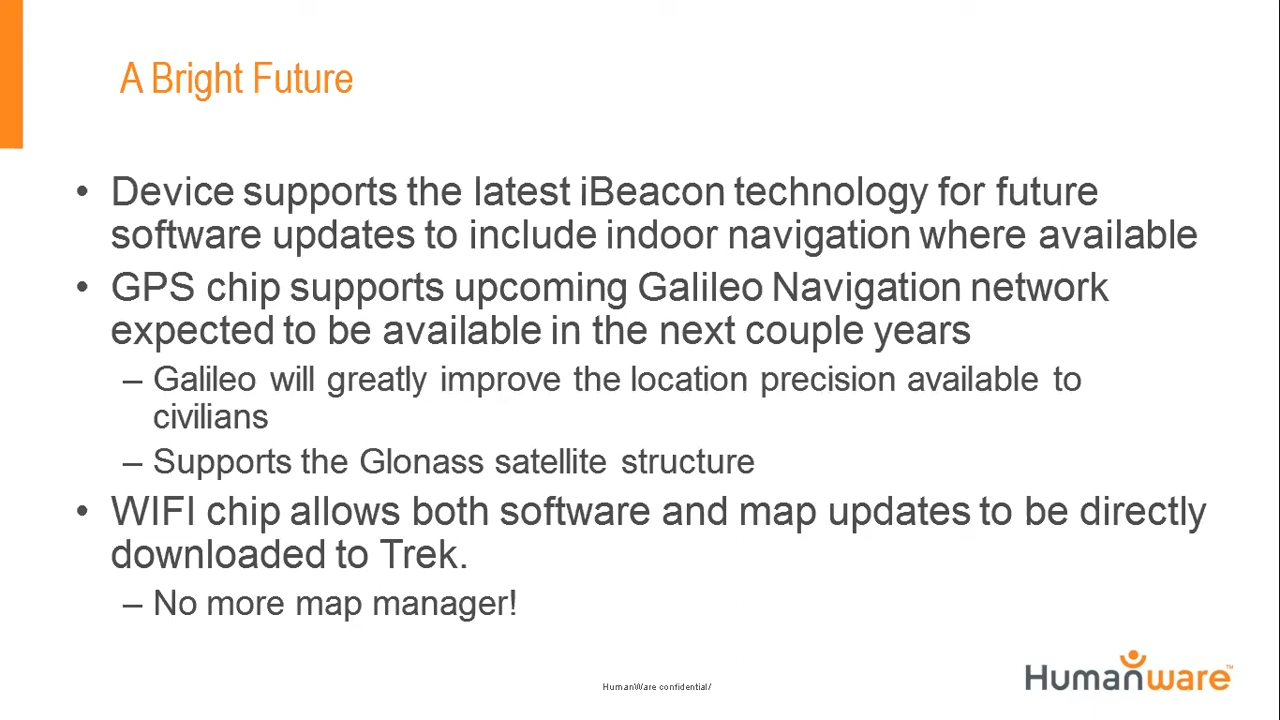 A Bright Future
• Device supports the latest iBeacon technology for future
software updates to include indoor navigation where available
• GPS chip supports upcoming Galileo Navigation network
expected to be available in the next couple years
– Galileo will greatly improve the location precision available to
civilians
– Supports the Glonass satellite structure
• WIFI chip allows both software and map updates to be directly
downloaded to Trek.
– No more map manager!
HumanWare confidential/
Humanware™